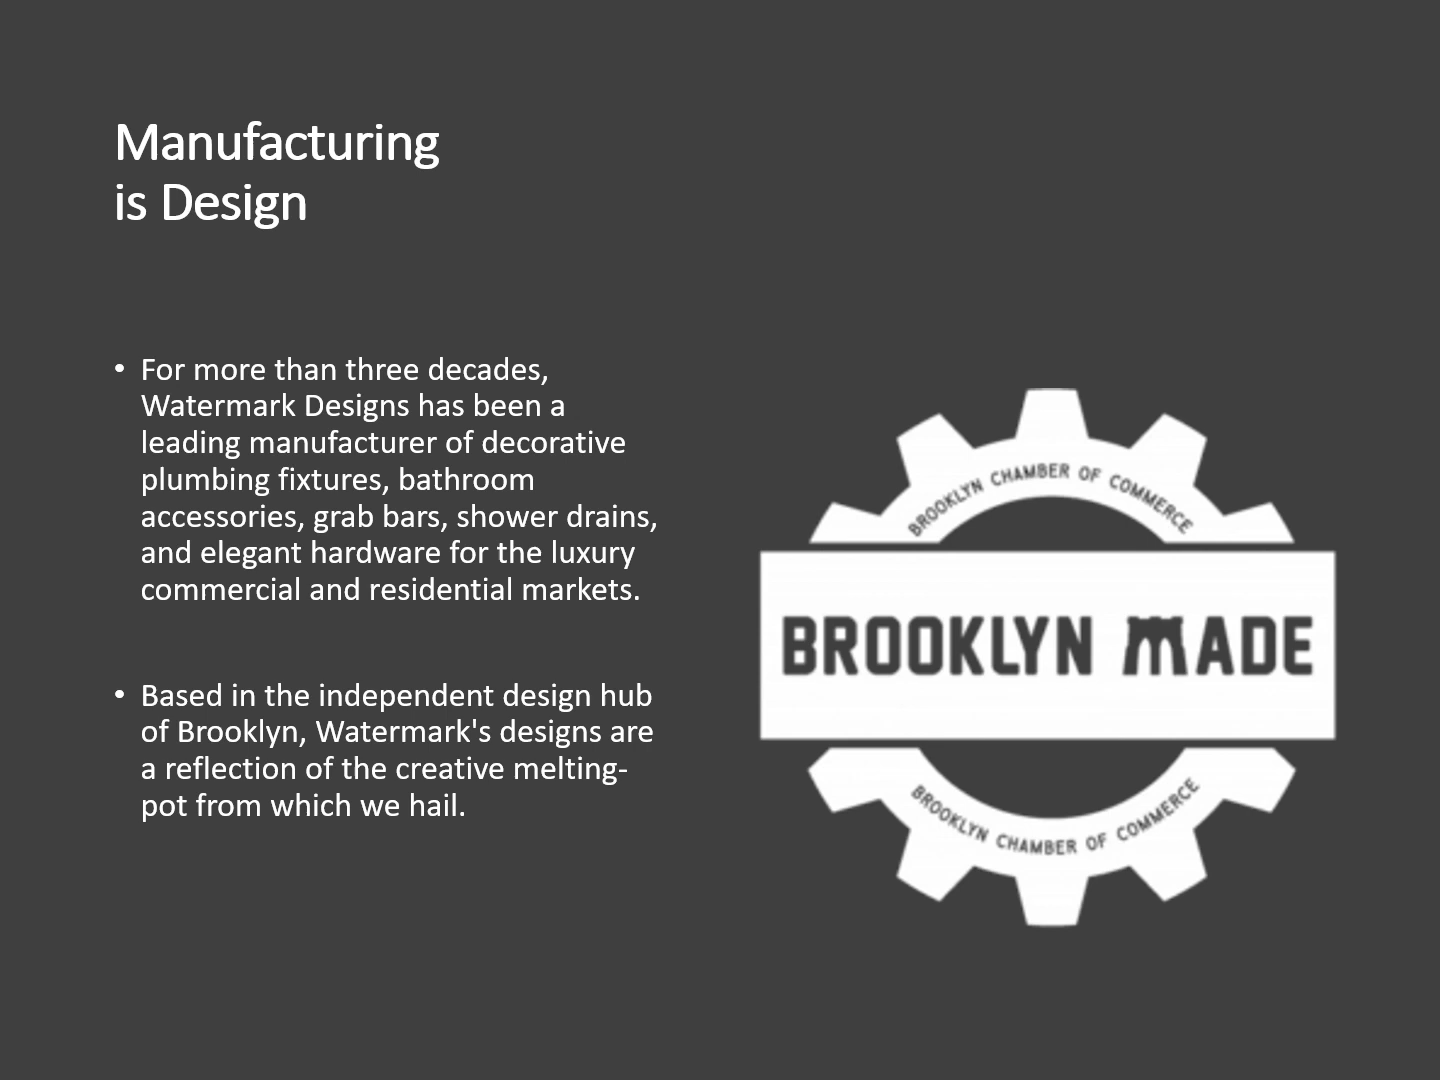 Manufacturing
is Design
• For more than three decades,
Watermark Designs has been a
leading manufacturer of decorative
plumbing fixtures, bathroom
accessories, grab bars, shower drains,
and elegant hardware for the luxury
commercial and residential markets.
• Based in the independent design hub
of Brooklyn, Watermark's designs are
a reflection of the creative melting-
pot from which we hail.
BROOKLYN CHAMBER OF COMMERCE
BROOKLYN MADE
BROOKLYN CHAMBER OF COMMERCE